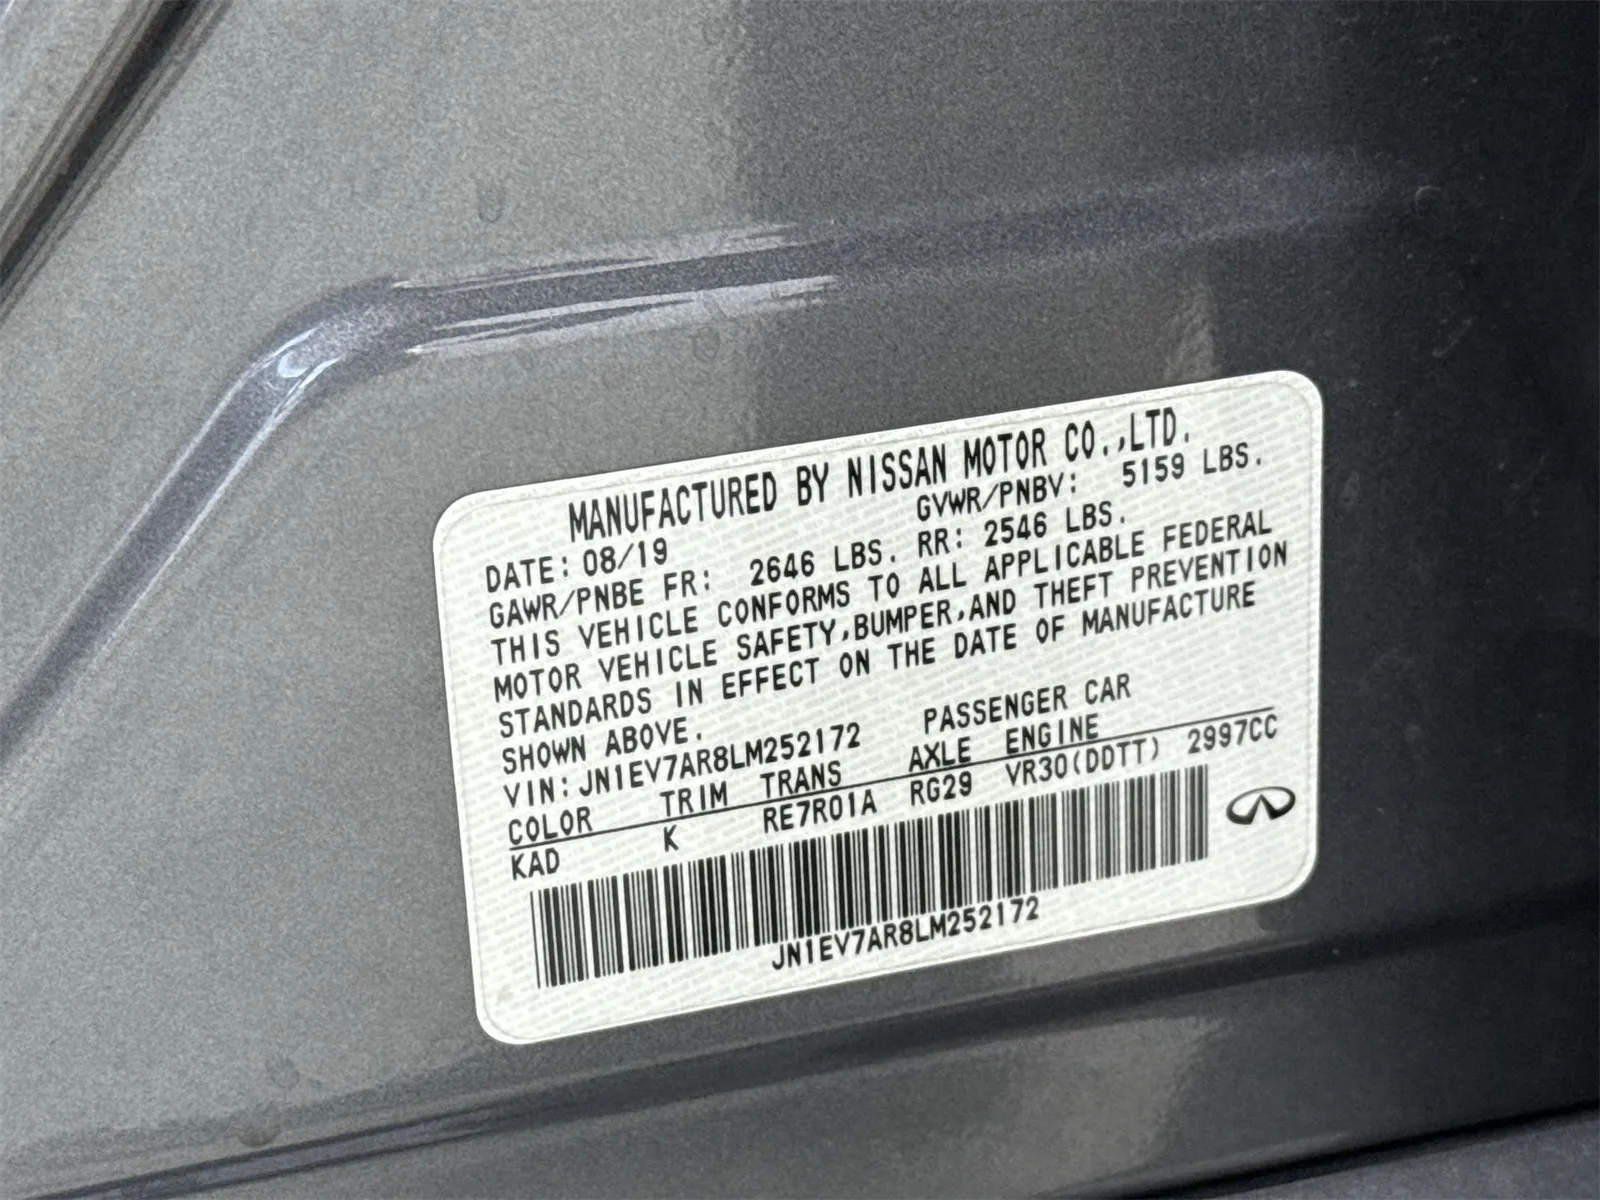 MANUFACTURED BY NISSAN MOTOR CO.,LTD.
DATE: 08/19 GVWR/PNBV: 5159 LBS.
GAWR/PNBE FR: 2646 LBS. RR: 2546 LBS.
THIS VEHICLE CONFORMS TO ALL APPLICABLE FEDERAL
MOTOR VEHICLE SAFETY,BUMPER,AND THEFT PREVENTION
STANDARDS IN EFFECT ON THE DATE OF MANUFACTURE
SHOWN ABOVE.
VIN:JN1EV7AR8LM252172 PASSENGER CAR
COLOR TRIM TRANS AXLE ENGINE
KAD K RE7R01A RG29 VR30(DDTT) 2997CC
JN1EV7AR8LM252172